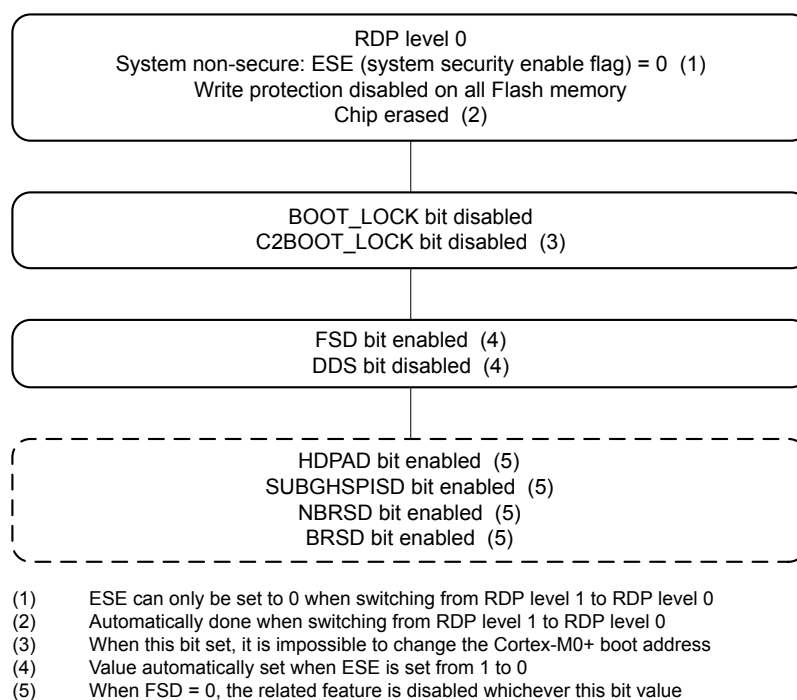 RDP level 0
System non-secure: ESE (system security enable flag) = 0 (1)
Write protection disabled on all Flash memory
Chip erased (2)
BOOT_LOCK bit disabled
C2BOOT_LOCK bit disabled (3)
FSD bit enabled (4)
DDS bit disabled (4)
HDPAD bit enabled (5)
SUBGHSPISD bit enabled (5)
NBRSD bit enabled (5)
BRSD bit enabled (5)
(1) ESE can only be set to 0 when switching from RDP level 1 to RDP level 0
(2) Automatically done when switching from RDP level 1 to RDP level 0
(3) When this bit set, it is impossible to change the Cortex-M0+ boot address
(4) Value automatically set when ESE is set from 1 to 0
(5) When FSD = 0, the related feature is disabled whichever this bit value